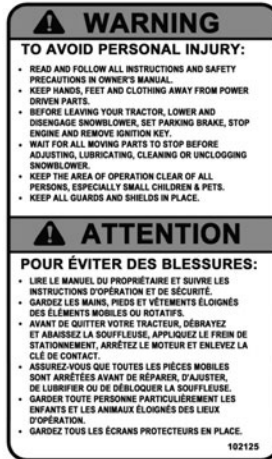 WARNING
TO AVOID PERSONAL INJURY:
• READ AND FOLLOW ALL INSTRUCTIONS AND SAFETY
PRECAUTIONS IN OWNER'S MANUAL.
• KEEP HANDS, FEET AND CLOTHING AWAY FROM POWER
DRIVEN PARTS.
• BEFORE LEAVING YOUR TRACTOR, LOWER AND
DISENGAGE SNOWBLOWER, SET PARKING BRAKE, STOP
ENGINE AND REMOVE IGNITION KEY.
• WAIT FOR ALL MOVING PARTS TO STOP BEFORE
ADJUSTING, LUBRICATING, CLEANING OR UNCLOGGING
SNOWBLOWER.
• KEEP THE AREA OF OPERATION CLEAR OF ALL
PERSONS, ESPECIALLY SMALL CHILDREN & PETS.
• KEEP ALL GUARDS AND SHIELDS IN PLACE.
ATTENTION
POUR ÉVITER DES BLESSURES:
• LIRE LE MANUEL DU PROPRIÉTAIRE ET SUIVRE LES
INSTRUCTIONS D'OPÉRATION ET DE SÉCURITÉ.
• GARDEZ LES MAINS, PIEDS ET VÊTEMENTS ÉLOIGNÉS
DES ÉLÉMENTS MOBILES OU ROTATIFS.
• AVANT DE QUITTER VOTRE TRACTEUR, DÉBRAYEZ
ET ABAISSEZ LA SOUFFLEUSE, APPLIQUEZ LE FREIN DE
STATIONNEMENT, ARRÊTEZ LE MOTEUR ET ENLEVEZ LA
CLÉ DE CONTACT.
• ASSUREZ-VOUS QUE TOUTES LES PIÈCES MOBILES
SONT ARRÊTÉES AVANT DE RÉPARER, D'AJUSTER,
DE LUBRIFIER OU DE DÉBLOQUER LA SOUFFLEUSE.
• GARDER TOUTE PERSONNE PARTICULIÈREMENT LES
ENFANTS ET LES ANIMAUX ÉLOIGNÉS DES LIEUX
D'OPÉRATION.
• GARDEZ TOUS LES ÉCRANS PROTECTEURS EN PLACE.
102125